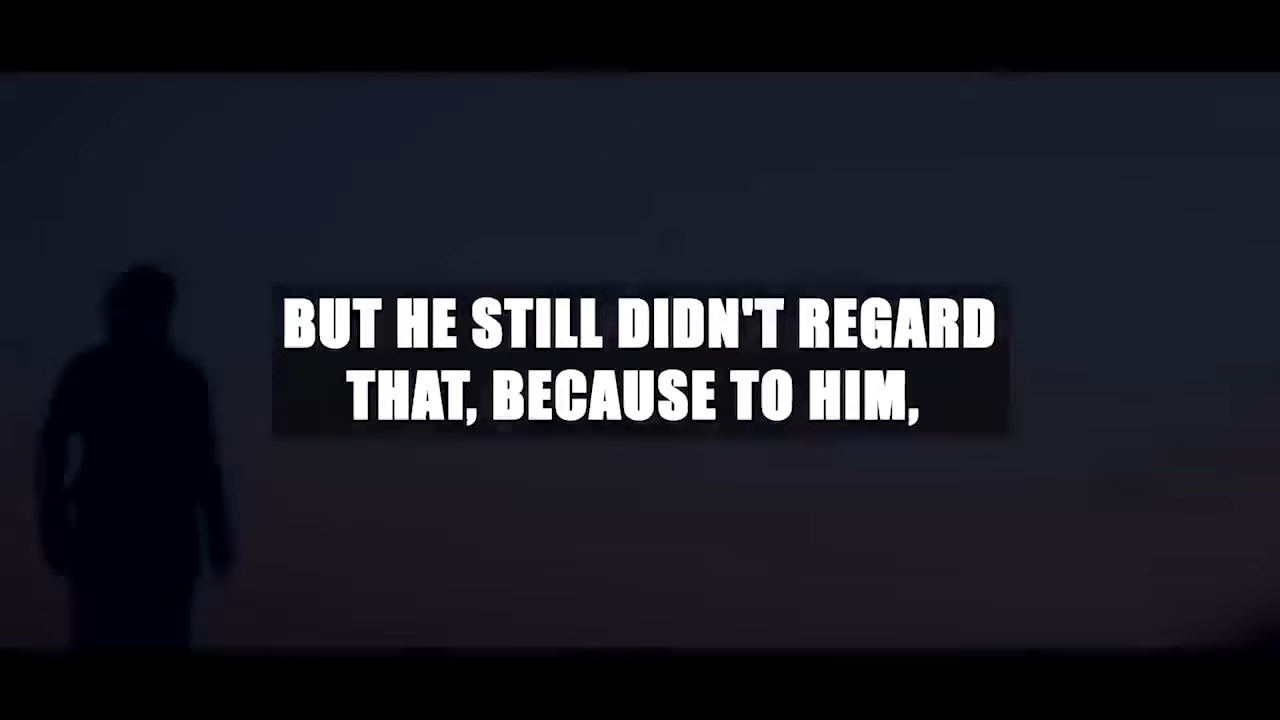 BUT HE STILL DIDN'T REGARD
THAT, BECAUSE TO HIM,